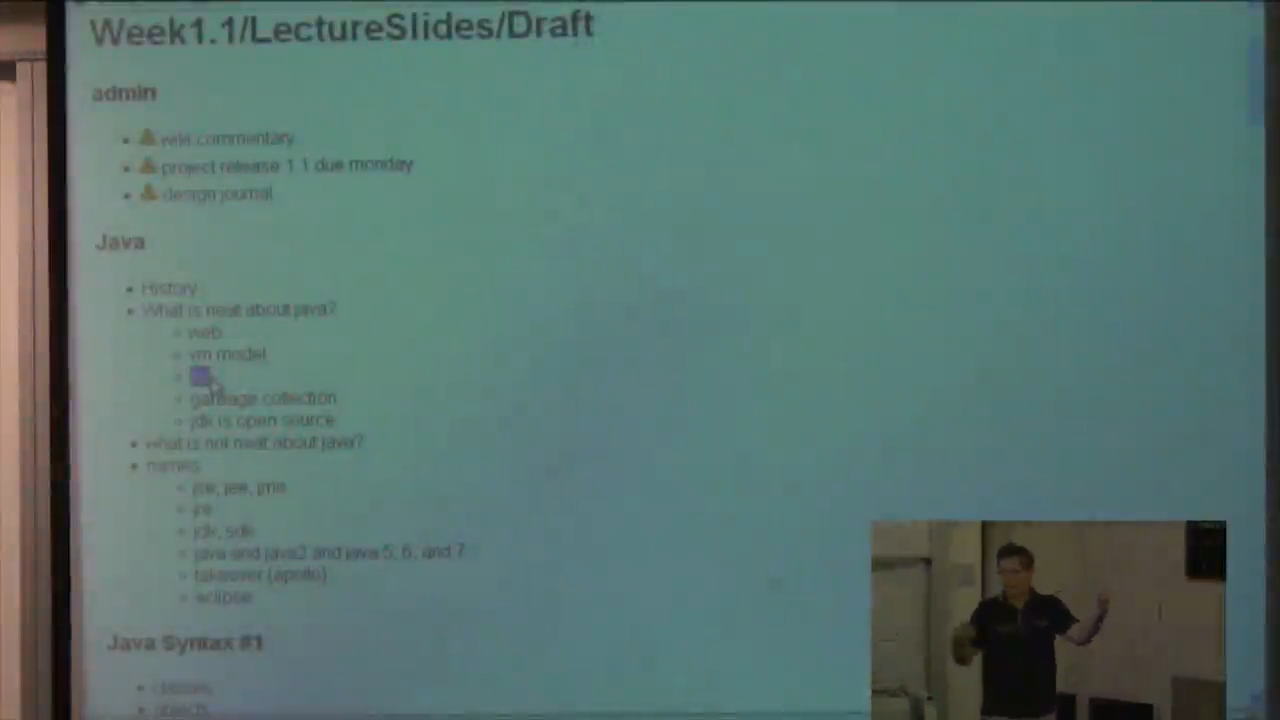 Week1.1/LectureSlides/Draft
admin
wiki commentary
project release 1.1 due monday
design journal
Java
History
What is neat about java?
web
vm model
garbage collection
jdk is open source
what is not neat about java?
names
jse, jee, jme
jre
jdk, sdk
java and java2 and java 5, 6, and 7
takeover (apollo)
eclipse
Java Syntax #1
classes
objects